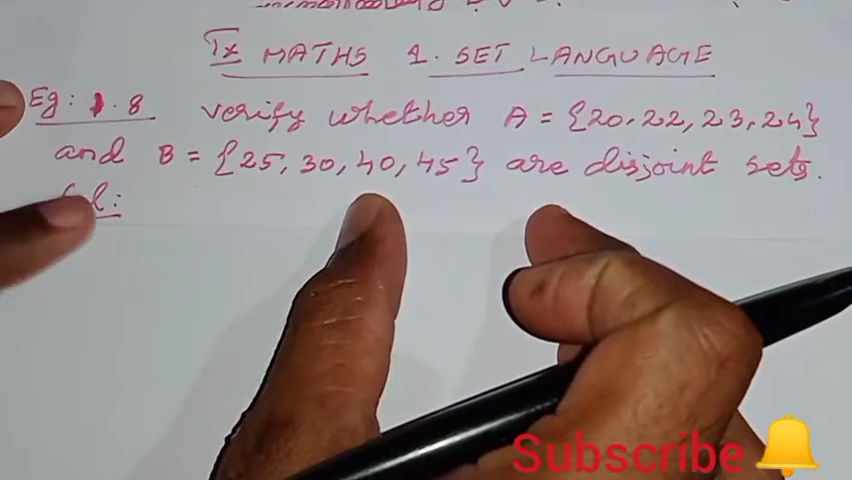 IX MATHS 1. SET LANGUAGE
Eg: 1.8 Verify whether A = {20, 22, 23, 24}
and B = {25, 30, 40, 45} are disjoint sets.
Subscribe